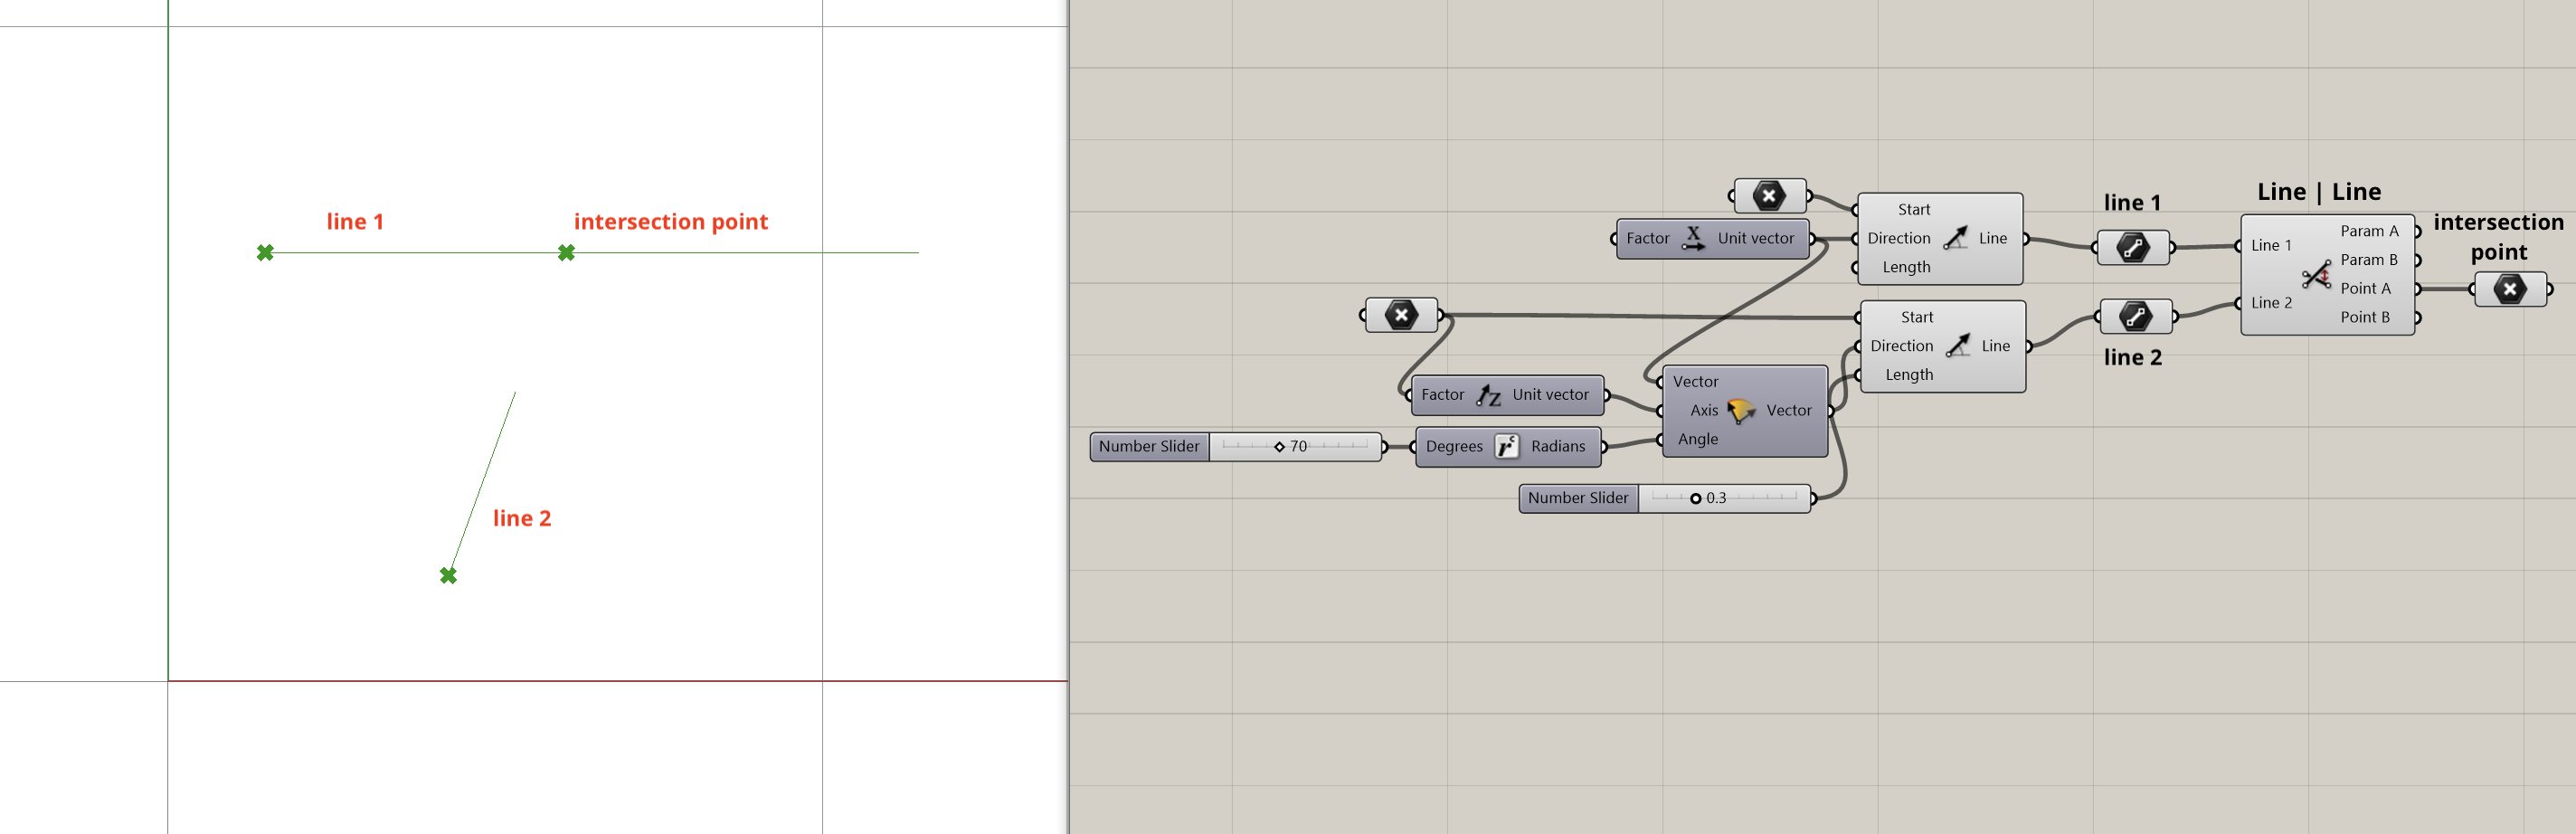 line 1
intersection point
line 2
Factor X Unit vector
Start
Direction Line
Length
Start
Direction Line
Length
Factor Z Unit vector
Vector
Axis Vector
Angle
Number Slider 70
Degrees r c Radians
Number Slider 0.3
line 1
line 2
Line | Line
Line 1
Line 2
Param A
Param B
Point A
Point B
intersection
point